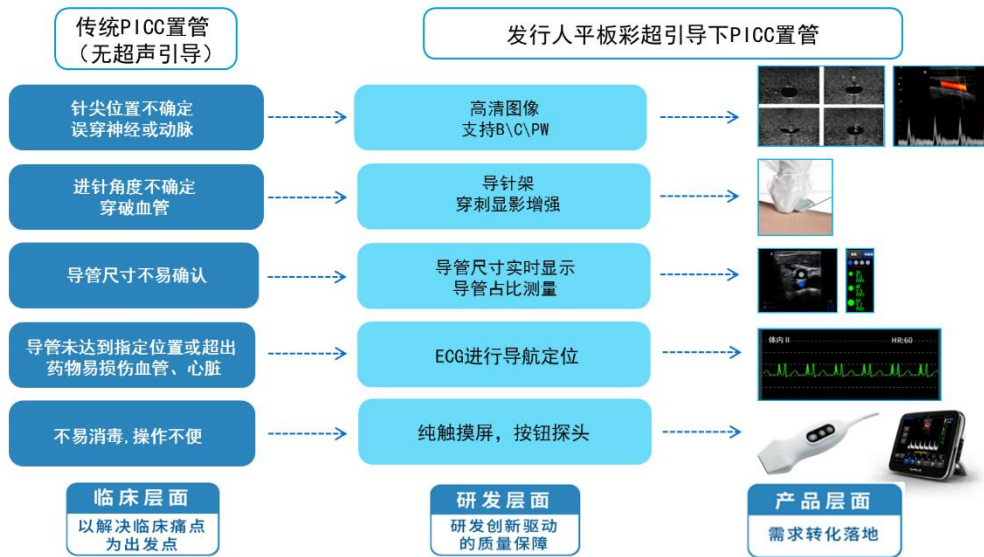 传统PICC置管
（无超声引导）
发行人平板彩超引导下PICC置管
针尖位置不确定
误穿神经或动脉
高清图像
支持B\C\PW
进针角度不确定
穿破血管
导针架
穿刺显影增强
导管尺寸不易确认
导管尺寸实时显示
导管占比测量
导管未达到指定位置或超出
药物易损伤血管、心脏
ECG进行导航定位
体内 II
HR:60
不易消毒,操作不便
纯触摸屏，按钮探头
临床层面
以解决临床痛点
为出发点
研发层面
研发创新驱动
的质量保障
产品层面
需求转化落地